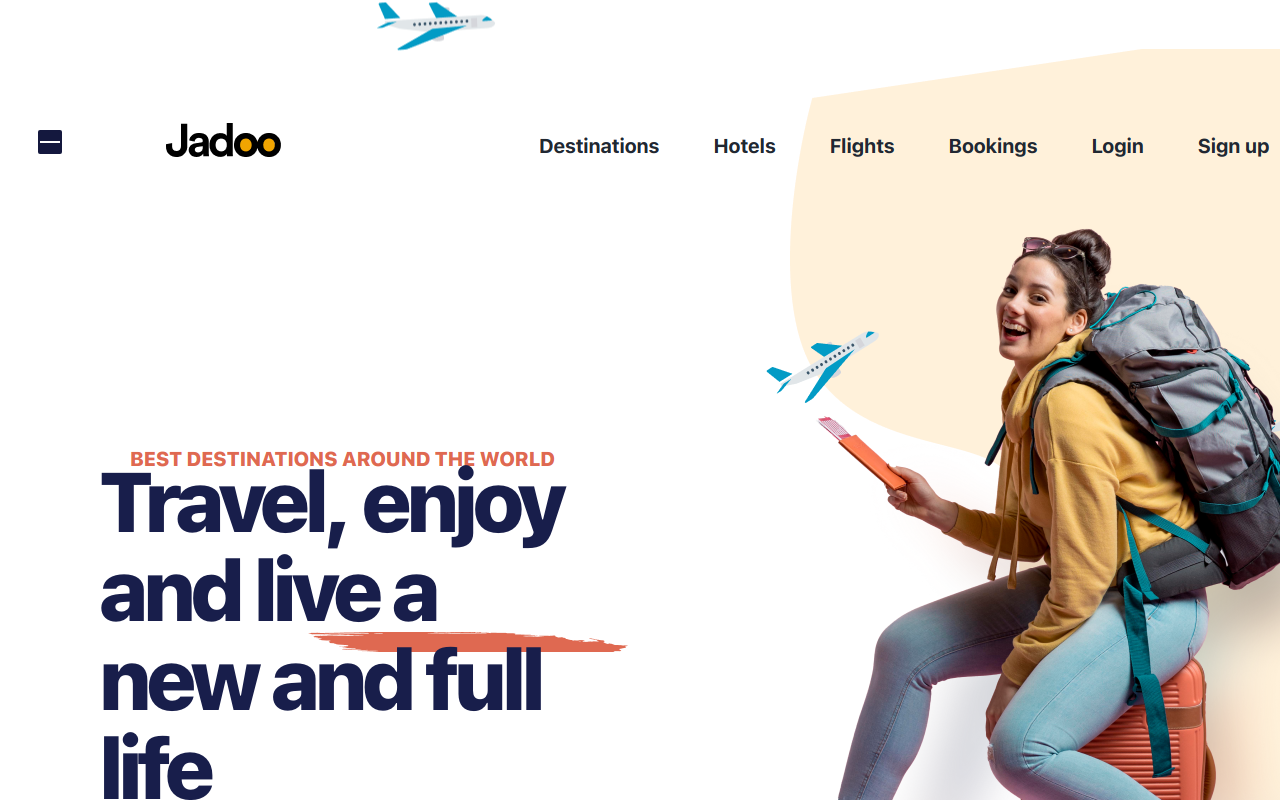 Jadoo
Destinations
Hotels
Flights
Bookings
Login
Sign up
BEST DESTINATIONS AROUND THE WORLD
Travel, enjoy
and live a
new and full
life